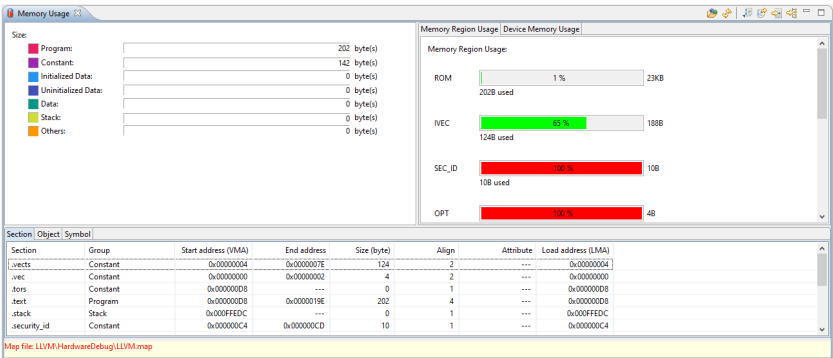 Memory Usage
Size:
Program: 202 byte(s)
Constant: 142 byte(s)
Initialized Data: 0 byte(s)
Uninitialized Data: 0 byte(s)
Data: 0 byte(s)
Stack: 0 byte(s)
Others: 0 byte(s)
Memory Region Usage Device Memory Usage
Memory Region Usage:
ROM 1 % 23KB
202B used
IVEC 65 % 188B
124B used
SEC_ID 100 % 10B
10B used
OPT 100 % 4B
Section Object Symbol
Section Group Start address (VMA) End address Size (byte) Align Attribute Load address (LMA)
.vects Constant 0x00000004 0x0000007E 124 2 --- 0x00000004
.vec Constant 0x00000000 0x00000002 4 2 --- 0x00000000
.tors Constant 0x000000D8 --- 0 1 --- 0x000000D8
.text Program 0x000000D8 0x0000019E 202 4 --- 0x000000D8
.stack Stack 0x000FFEDC --- 0 1 --- 0x000FFEDC
.security_id Constant 0x000000C4 0x000000CD 10 1 --- 0x000000C4
Map file: LLVM\HardwareDebug\LLVM.map